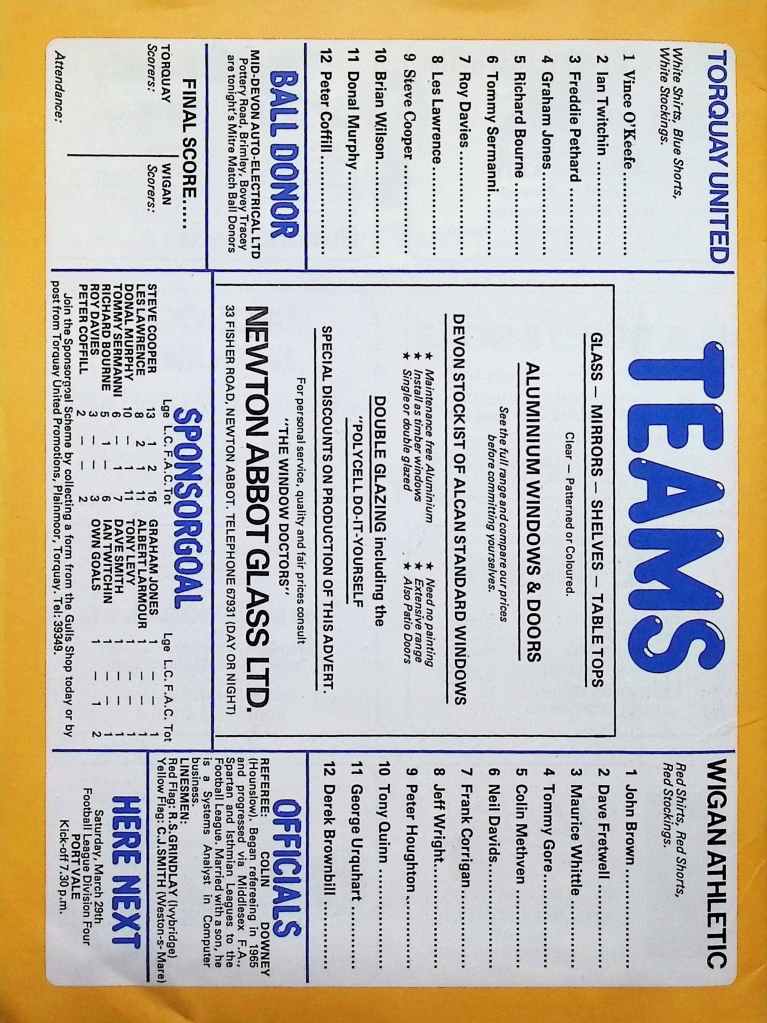 TORQUAY UNITED
White Shirts, Blue Shorts,
White Stockings.
1 Vince O'Keefe
2 Ian Twitchin
3 Freddie Pethard
4 Graham Jones
5 Richard Bourne
6 Tommy Sermanni
7 Roy Davies
8 Les Lawrence
9 Steve Cooper
10 Brian Wilson
11 Donal Murphy
12 Peter Coffill
BALL DONOR
MID-DEVON AUTO-ELECTRICAL LTD
Pottery Road, Brimley, Bovey Tracey
are tonight's Mitre Match Ball Donors
FINAL SCORE.....
TORQUAY WIGAN
Scorers: Scorers:
Attendance:
TEAMS
GLASS — MIRRORS — SHELVES — TABLE TOPS
Clear — Patterned or Coloured.
ALUMINIUM WINDOWS & DOORS
See the full range and compare our prices
before committing yourselves.
DEVON STOCKIST OF ALCAN STANDARD WINDOWS
★ Maintenance free Aluminium ★ Need no painting
★ Install as timber windows ★ Extensive range
★ Single or double glazed ★ Also Patio Doors
DOUBLE GLAZING including the
"POLYCELL DO-IT-YOURSELF
SPECIAL DISCOUNTS ON PRODUCTION OF THIS ADVERT.
For personal service, quality and fair prices consult
"THE WINDOW DOCTORS"
NEWTON ABBOT GLASS LTD.
33 FISHER ROAD, NEWTON ABBOT. TELEPHONE 67931 (DAY OR NIGHT)
SPONSORGOAL
Lge L.C. F.A.C. Tot Lge L.C. F.A.C. Tot
STEVE COOPER 13 1 2 16 GRAHAM JONES 1 — — 1
LES LAWRENCE 8 2 1 11 ALBERT LARMOUR 1 — — 1
DONAL MURPHY 10 — 1 11 TONY LEVY 1 — — 1
TOMMY SERMANNI 6 — 1 7 DAVE SMITH 1 — — 1
RICHARD BOURNE 5 1 — 6 IAN TWITCHIN 1 — — 1
ROY DAVIES 3 — — 3 OWN GOALS 1 — 1 2
PETER COFFILL 2 — — 2
Join the Sponsorgoal Scheme by collecting a form from the Gulls Shop today or by
post from Torquay United Promotions, Plainmoor, Torquay. Tel: 39349.
WIGAN ATHLETIC
Red Shirts, Red Shorts,
Red Stockings.
1 John Brown
2 Dave Fretwell
3 Maurice Whittle
4 Tommy Gore
5 Colin Methven
6 Neil Davids
7 Frank Corrigan
8 Jeff Wright
9 Peter Houghton
10 Tony Quinn
11 George Urquhart
12 Derek Brownbill
OFFICIALS
REFEREE: COLIN DOWNEY
(Hounslow). Began refereeing in 1965
and progressed via Middlesex F.A.,
Spartan and Isthmian Leagues to the
Football League. Married with a son, he
is a Systems Analyst in Computer
business.
LINESMEN:
Red Flag: R.S.GRINDLAY (Ivybridge)
Yellow Flag: C.J.SMITH (Weston-s-Mare)
HERE NEXT
Saturday, March 29th
Football League Division Four
PORT VALE
Kick-off 7.30 p.m.